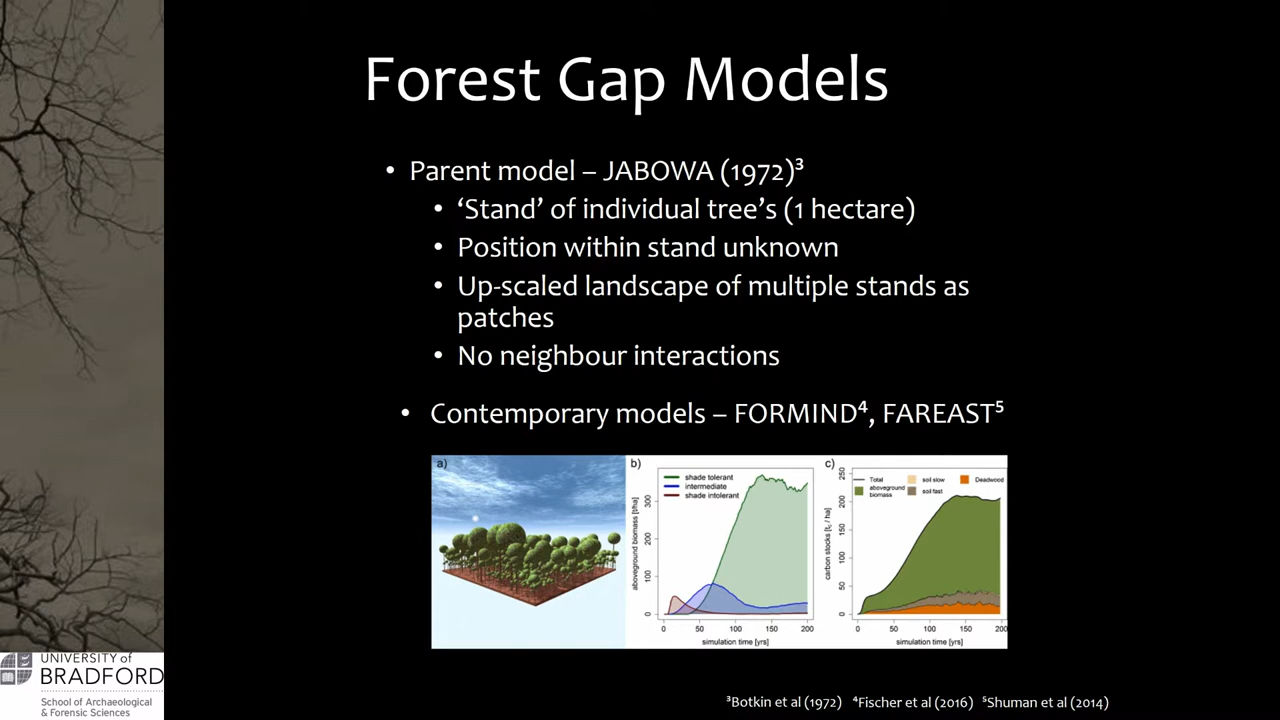 Forest Gap Models
• Parent model – JABOWA (1972)³
• ‘Stand’ of individual tree’s (1 hectare)
• Position within stand unknown
• Up-scaled landscape of multiple stands as
patches
• No neighbour interactions
• Contemporary models – FORMIND⁴, FAREAST⁵
a)
b)
shade tolerant
intermediate
shade intolerant
aboveground biomass [t/ha]
0
100
200
300
0 50 100 150 200
simulation time [yrs]
c)
Total
aboveground
biomass
soil slow
soil fast
Deadwood
carbon stocks [tc / ha]
0
50
100
150
200
250
0 50 100 150 200
simulation time [yrs]
UNIVERSITY of
BRADFORD
School of Archaeological
& Forensic Sciences
³Botkin et al (1972) ⁴Fischer et al (2016) ⁵Shuman et al (2014)